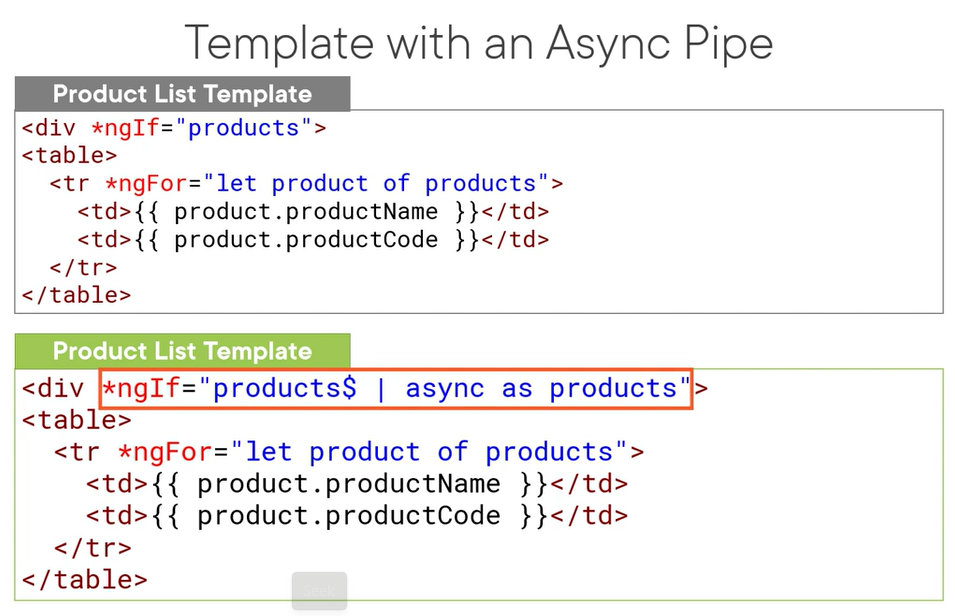 Template with an Async Pipe
Product List Template
<div *ngIf="products">
<table>
  <tr *ngFor="let product of products">
    <td>{{ product.productName }}</td>
    <td>{{ product.productCode }}</td>
  </tr>
</table>
Product List Template
<div *ngIf="products$ | async as products">
<table>
  <tr *ngFor="let product of products">
    <td>{{ product.productName }}</td>
    <td>{{ product.productCode }}</td>
  </tr>
</table>